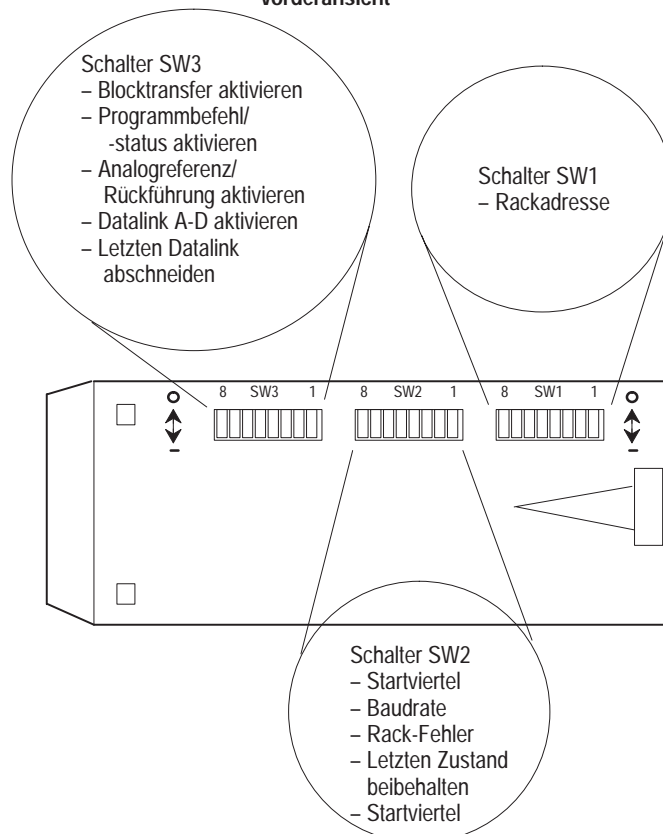 Vorderansicht
Schalter SW3
– Blocktransfer aktivieren
– Programmbefehl/
-status aktivieren
– Analogreferenz/
Rückführung aktivieren
– Datalink A-D aktivieren
– Letzten Datalink
abschneiden
Schalter SW1
– Rackadresse
8 SW3 1
8 SW2 1
8 SW1 1
Schalter SW2
– Startviertel
– Baudrate
– Rack-Fehler
– Letzten Zustand
beibehalten
– Startviertel